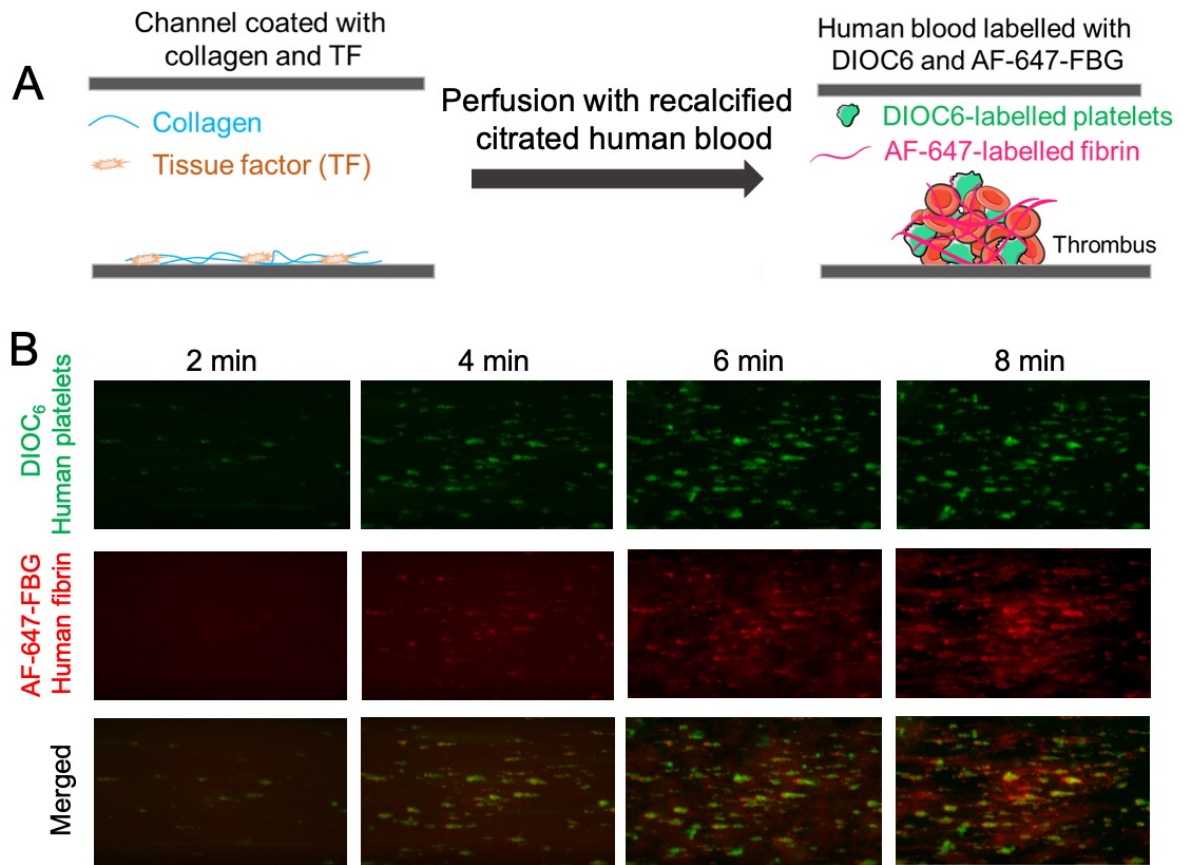 A
Channel coated with
collagen and TF
Collagen
Tissue factor (TF)
Perfusion with recalcified
citrated human blood
Human blood labelled with
DIOC6 and AF-647-FBG
DIOC6-labelled platelets
AF-647-labelled fibrin
Thrombus
B
2 min
4 min
6 min
8 min
DIOC₆
Human platelets
AF-647-FBG
Human fibrin
Merged